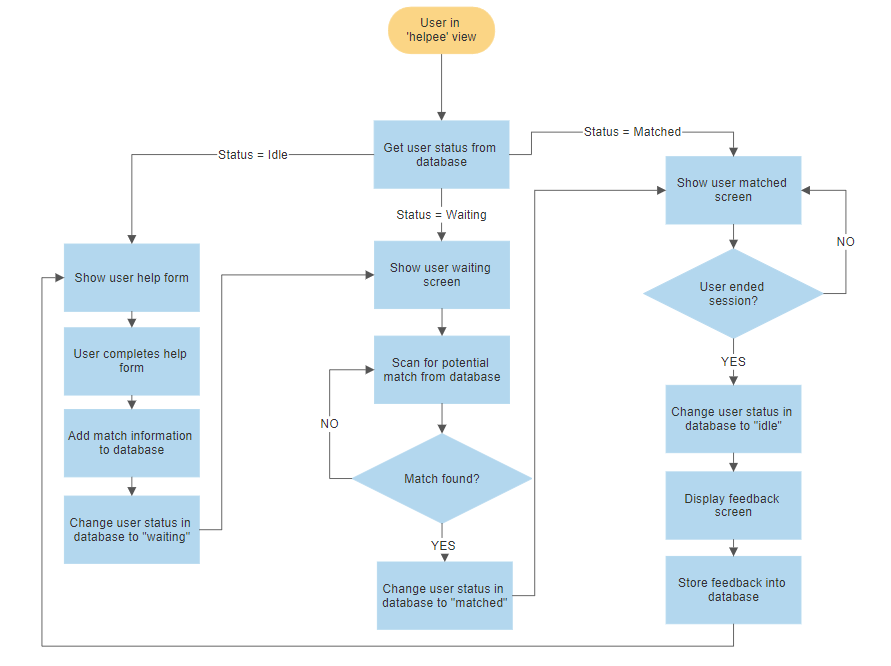 User in
'helpee' view
Get user status from
database
Status = Idle
Status = Waiting
Status = Matched
Show user help form
User completes help
form
Add match information
to database
Change user status in
database to "waiting"
Show user waiting
screen
Scan for potential
match from database
NO
Match found?
YES
Change user status in
database to "matched"
Show user matched
screen
NO
User ended
session?
YES
Change user status in
database to "idle"
Display feedback
screen
Store feedback into
database